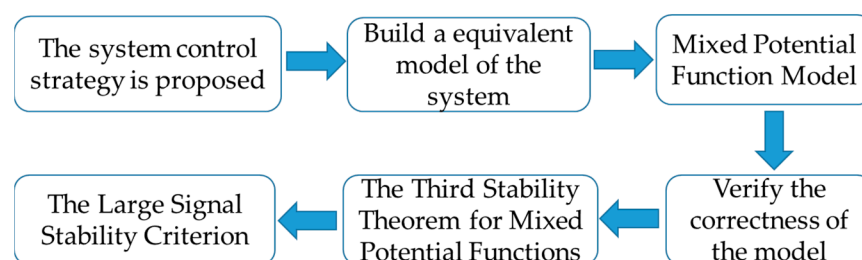 The system control
strategy is proposed
Build a equivalent
model of the
system
Mixed Potential
Function Model
Verify the
correctness of
the model
The Third Stability
Theorem for Mixed
Potential Functions
The Large Signal
Stability Criterion